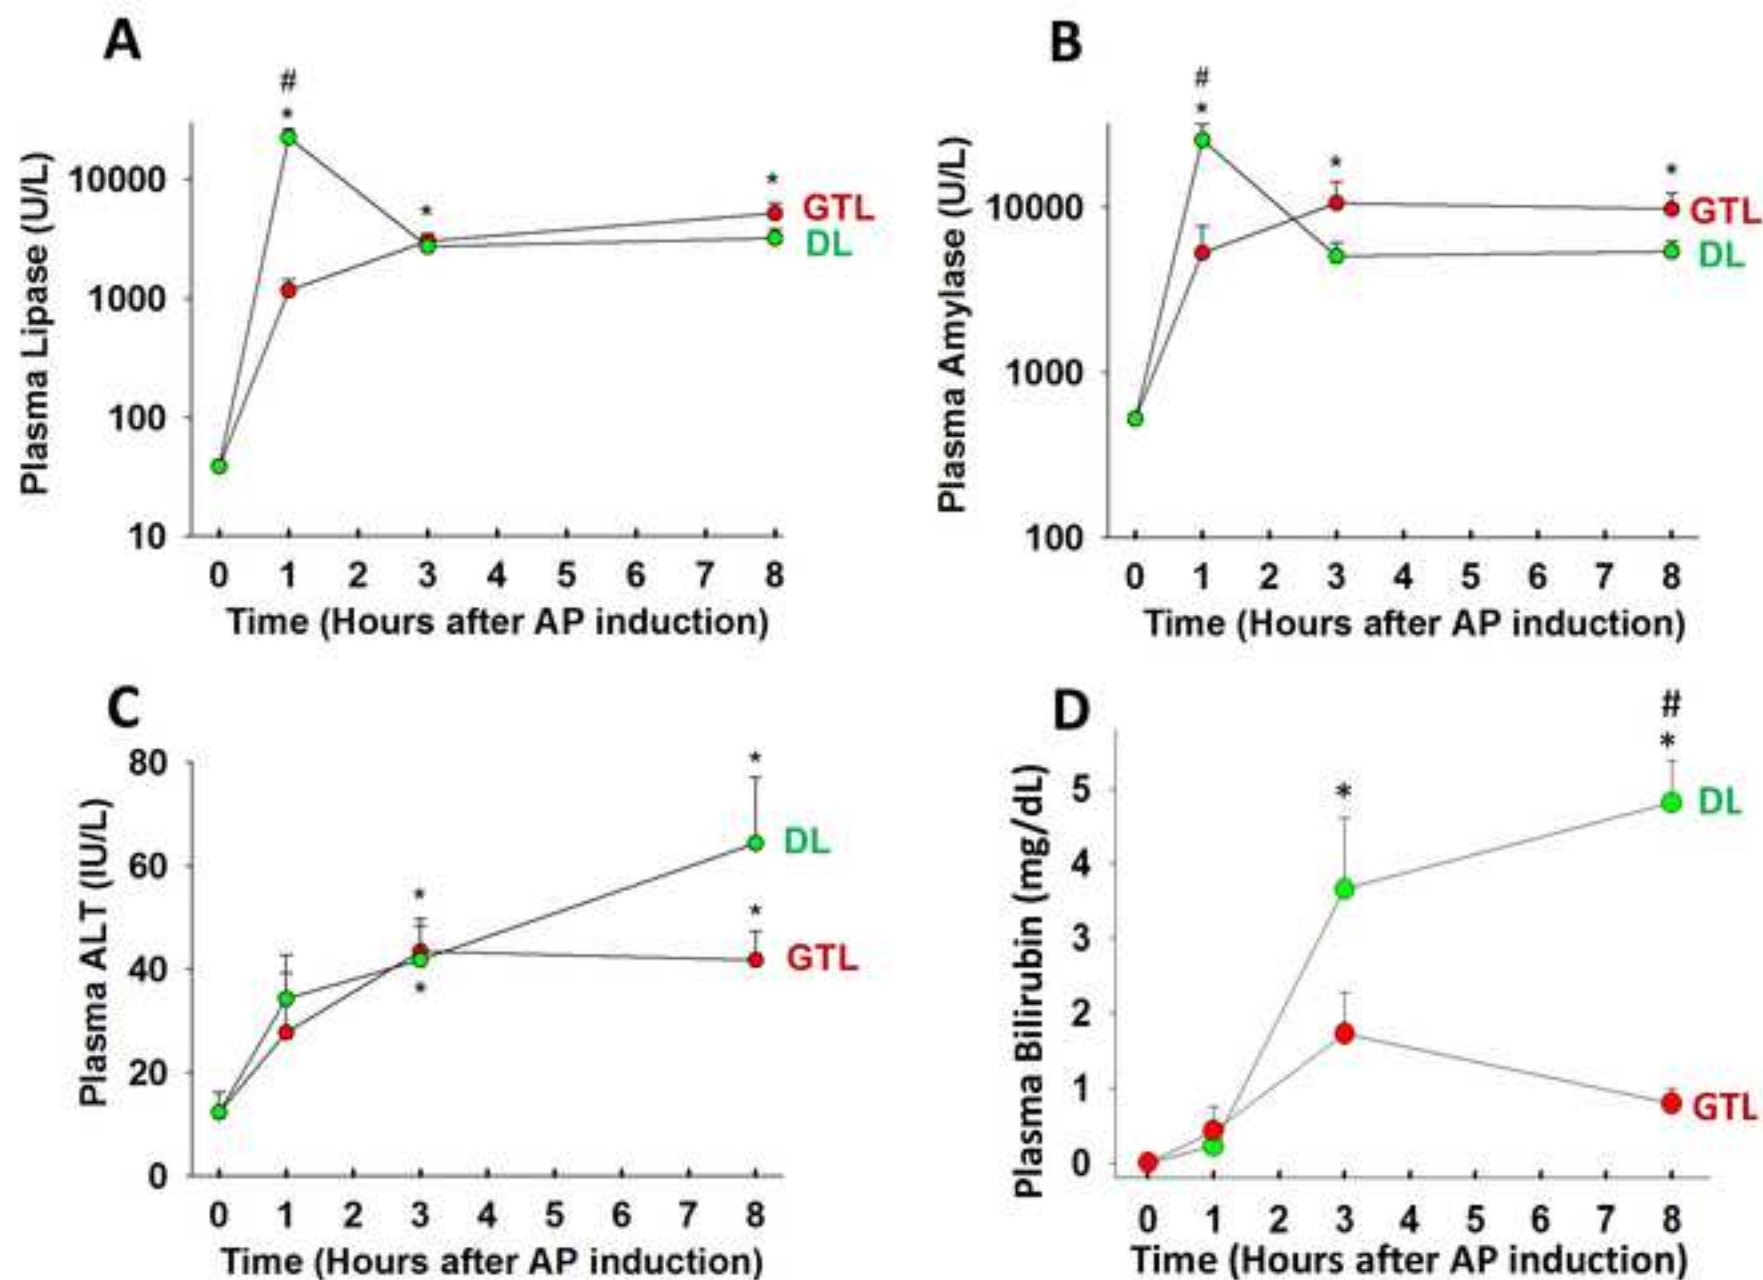 A
#
*
*
*
10000
1000
100
10
Plasma Lipase (U/L)
GTL
DL
0 1 2 3 4 5 6 7 8
Time (Hours after AP induction)
B
#
*
*
*
10000
1000
100
Plasma Amylase (U/L)
GTL
DL
0 1 2 3 4 5 6 7 8
Time (Hours after AP induction)
C
80
60
40
20
0
Plasma ALT (IU/L)
*
*
*
*
DL
GTL
0 1 2 3 4 5 6 7 8
Time (Hours after AP induction)
D
#
*
*
5
4
3
2
1
0
Plasma Bilirubin (mg/dL)
DL
GTL
0 1 2 3 4 5 6 7 8
Time (Hours after AP induction)